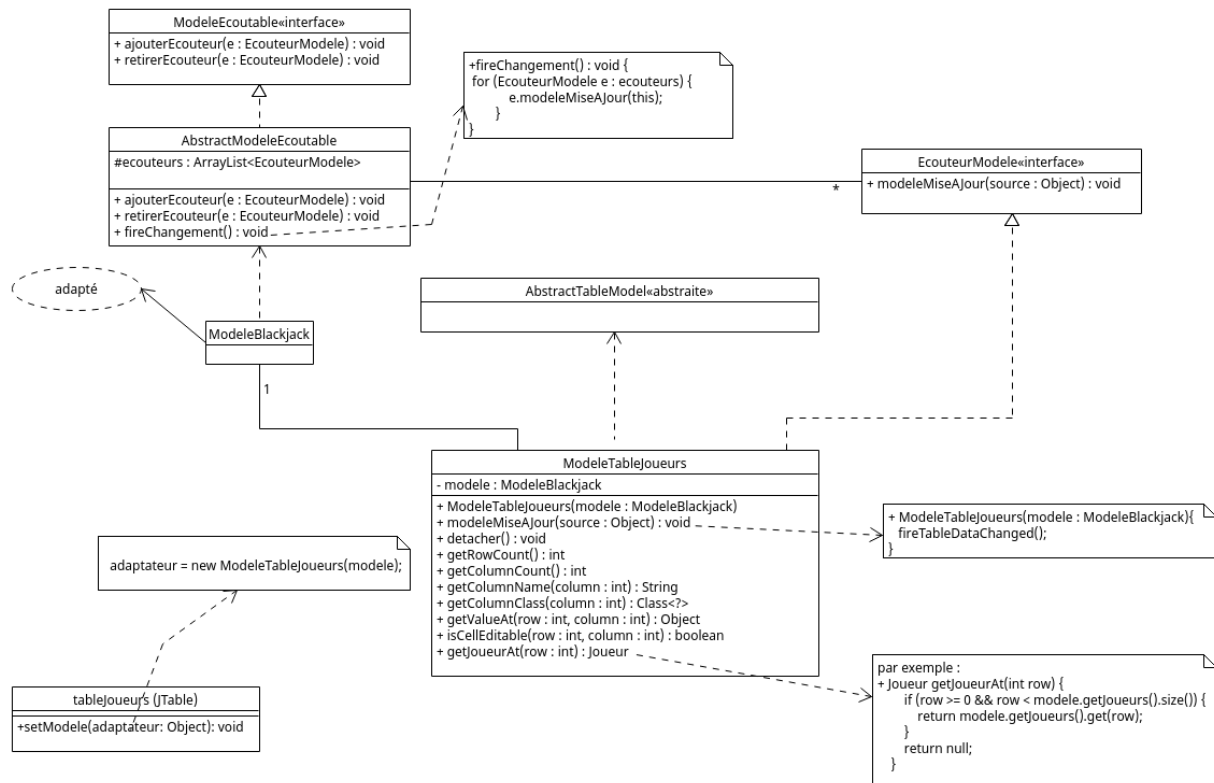 ModeleEcoutable«interface»
+ ajouterEcouteur(e : EcouteurModele) : void
+ retirerEcouteur(e : EcouteurModele) : void
+fireChangement() : void {
for (EcouteurModele e : ecouteurs) {
e.modeleMiseAJour(this);
}
}
AbstractModeleEcoutable
#ecouteurs : ArrayList<EcouteurModele>
+ ajouterEcouteur(e : EcouteurModele) : void
+ retirerEcouteur(e : EcouteurModele) : void
+ fireChangement() : void
EcouteurModele«interface»
+ modeleMiseAJour(source : Object) : void
*
adapté
AbstractTableModel«abstraite»
ModeleBlackjack
1
ModeleTableJoueurs
- modele : ModeleBlackjack
+ ModeleTableJoueurs(modele : ModeleBlackjack)
+ modeleMiseAJour(source : Object) : void
+ detacher() : void
+ getRowCount() : int
+ getColumnCount() : int
+ getColumnName(column : int) : String
+ getColumnClass(column : int) : Class<?>
+ getValueAt(row : int, column : int) : Object
+ isCellEditable(row : int, column : int) : boolean
+ getJoueurAt(row : int) : Joueur
+ ModeleTableJoueurs(modele : ModeleBlackjack){
fireTableDataChanged();
}
adaptateur = new ModeleTableJoueurs(modele);
tableJoueurs (JTable)
+setModele(adaptateur: Object): void
par exemple :
+ Joueur getJoueurAt(int row) {
if (row >= 0 && row < modele.getJoueurs().size()) {
return modele.getJoueurs().get(row);
}
return null;
}